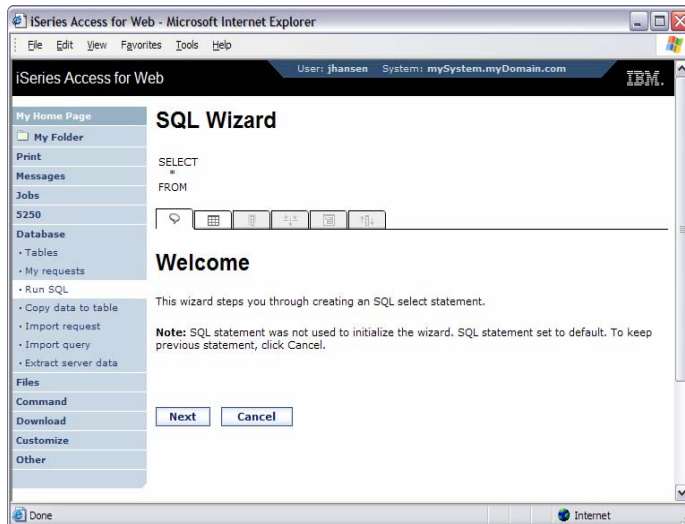 iSeries Access for Web - Microsoft Internet Explorer
File Edit View Favorites Tools Help
iSeries Access for Web
User: jhansen System: mySystem.myDomain.com
IBM.
My Home Page
My Folder
Print
Messages
Jobs
5250
Database
• Tables
• My requests
• Run SQL
• Copy data to table
• Import request
• Import query
• Extract server data
Files
Command
Download
Customize
Other
SQL Wizard
SELECT
*
FROM
Welcome
This wizard steps you through creating an SQL select statement.
Note: SQL statement was not used to initialize the wizard. SQL statement set to default. To keep
previous statement, click Cancel.
Next Cancel
Done Internet